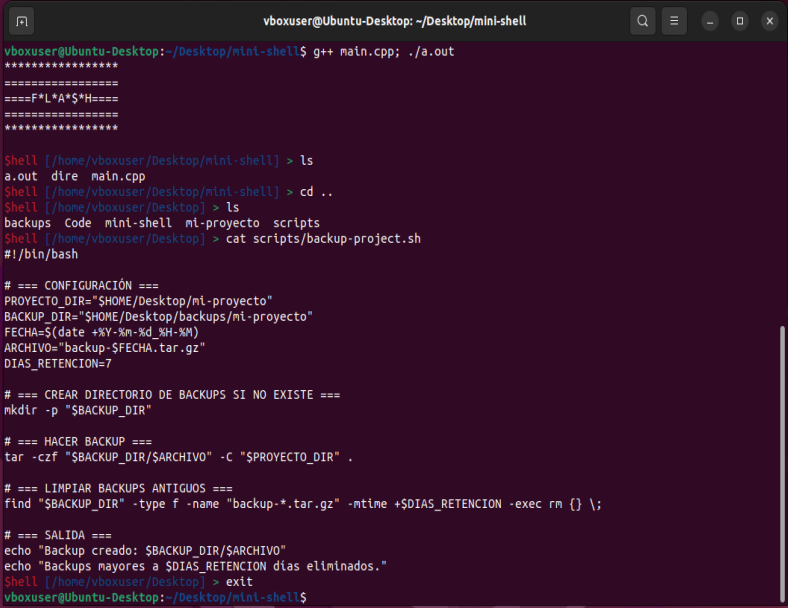 vboxuser@Ubuntu-Desktop: ~/Desktop/mini-shell
vboxuser@Ubuntu-Desktop:~/Desktop/mini-shell$ g++ main.cpp; ./a.out
*****************
=================
====F*L*A*$*H====
=================
*****************
$hell [/home/vboxuser/Desktop/mini-shell] > ls
a.out  dire  main.cpp
$hell [/home/vboxuser/Desktop/mini-shell] > cd ..
$hell [/home/vboxuser/Desktop] > ls
backups  Code  mini-shell  mi-proyecto  scripts
$hell [/home/vboxuser/Desktop] > cat scripts/backup-project.sh
#!/bin/bash
# === CONFIGURACIÓN ===
PROYECTO_DIR="$HOME/Desktop/mi-proyecto"
BACKUP_DIR="$HOME/Desktop/backups/mi-proyecto"
FECHA=$(date +%Y-%m-%d_%H-%M)
ARCHIVO="backup-$FECHA.tar.gz"
DIAS_RETENCION=7
# === CREAR DIRECTORIO DE BACKUPS SI NO EXISTE ===
mkdir -p "$BACKUP_DIR"
# === HACER BACKUP ===
tar -czf "$BACKUP_DIR/$ARCHIVO" -C "$PROYECTO_DIR" .
# === LIMPIAR BACKUPS ANTIGUOS ===
find "$BACKUP_DIR" -type f -name "backup-*.tar.gz" -mtime +$DIAS_RETENCION -exec rm {} \;
# === SALIDA ===
echo "Backup creado: $BACKUP_DIR/$ARCHIVO"
echo "Backups mayores a $DIAS_RETENCION dias eliminados."
$hell [/home/vboxuser/Desktop] > exit
vboxuser@Ubuntu-Desktop:~/Desktop/mini-shell$